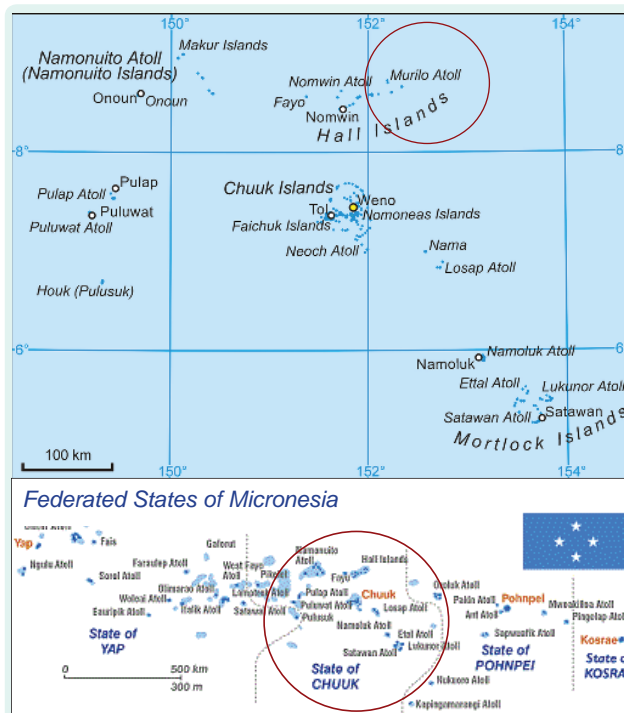 150°
152°
154°
Makur Islands
Namonuito Atoll
(Namonuito Islands)
Onoun
Onoun
Nomwin Atoll
Murilo Atoll
Fayo
Nomwin
Hall Islands
8°
8°
Pulap
Pulap Atoll
Puluwat
Puluwat Atoll
Chuuk Islands
Weno
Tol
Nomoneas Islands
Faichuk Islands
Neoch Atoll
Nama
Losap Atoll
Houk (Pulusuk)
6°
6°
Namoluk Atoll
Namoluk
Ettal Atoll
Lukunor Atoll
Satawan Atoll
Satawan
Mortlock Islands
100 km
150°
152°
154°
Federated States of Micronesia
Yap
Fais
Ngulu Atoll
Sorol Atoll
Gaferut
Faraulep Atoll
West Fayo
Atoll
Pikelot
Namonuito
Atoll
Hall Islands
Fayu
Olimarao Atoll
Lamotrek Atoll
Pulap Atoll
Chuuk
Oroluk Atoll
Woleai Atoll
Ifalik Atoll
Satawal Atoll
Puluwat Atoll
Losap Atoll
Pakin Atoll
Pohnpei
Mwoakilloa Atoll
Eauripik Atoll
Pulusuk
Namoluk Atoll
Ant Atoll
Pingelap Atoll
State of
YAP
Etal Atoll
Sapwuafik Atoll
Kosrae
Satawan Atoll
Lukunor Atoll
State of
POHNPEI
State of
CHUUK
State of
KOSRA
0
500 km
300 m
Nukuoro Atoll
Kapingamarangi Atoll